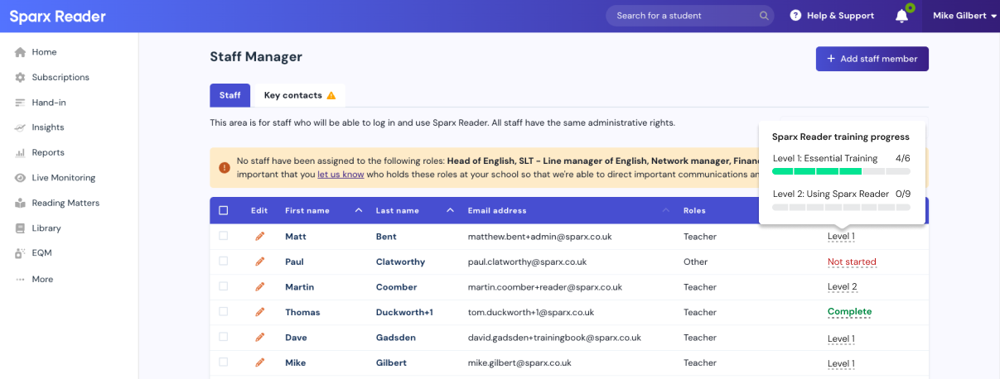 Sparx Reader
Search for a student
? Help & Support
Mike Gilbert
Home
Subscriptions
Hand-in
Insights
Reports
Live Monitoring
Reading Matters
Library
EQM
More
Staff Manager
+ Add staff member
Staff
Key contacts
This area is for staff who will be able to log in and use Sparx Reader. All staff have the same administrative rights.
No staff have been assigned to the following roles: Head of English, SLT - Line manager of English, Network manager,
important that you let us know who holds these roles at your school so that we're able to direct important communications
Sparx Reader training progress
Level 1: Essential Training 4/6
Level 2: Using Sparx Reader 0/9
Edit First name Last name Email address Roles
Matt Bent matthew.bent+admin@sparx.co.uk Teacher Level 1
Paul Clatworthy paul.clatworthy@sparx.co.uk Other Not started
Martin Coomber martin.coomber+reader@sparx.co.uk Teacher Level 2
Thomas Duckworth+1 tom.duckworth+1@sparx.co.uk Teacher Complete
Dave Gadsden david.gadsden+trainingbook@sparx.co.uk Teacher Level 1
Mike Gilbert mike.gilbert@sparx.co.uk Teacher Level 1